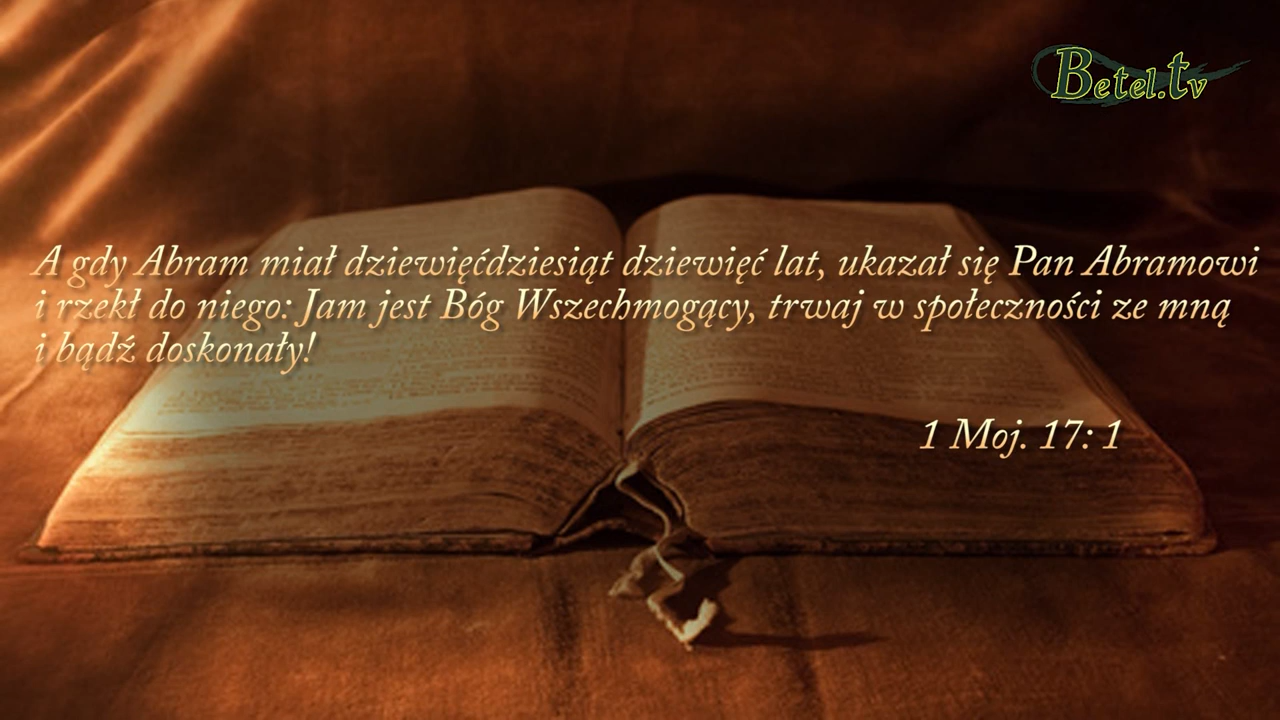 Betel.tv
A gdy Abram miał dziewięćdziesiąt dziewięć lat, ukazał się Pan Abramowi
i rzekł do niego: Jam jest Bóg Wszechmogący, trwaj w społeczności ze mną
i bądź doskonały!
1 Moj. 17: 1